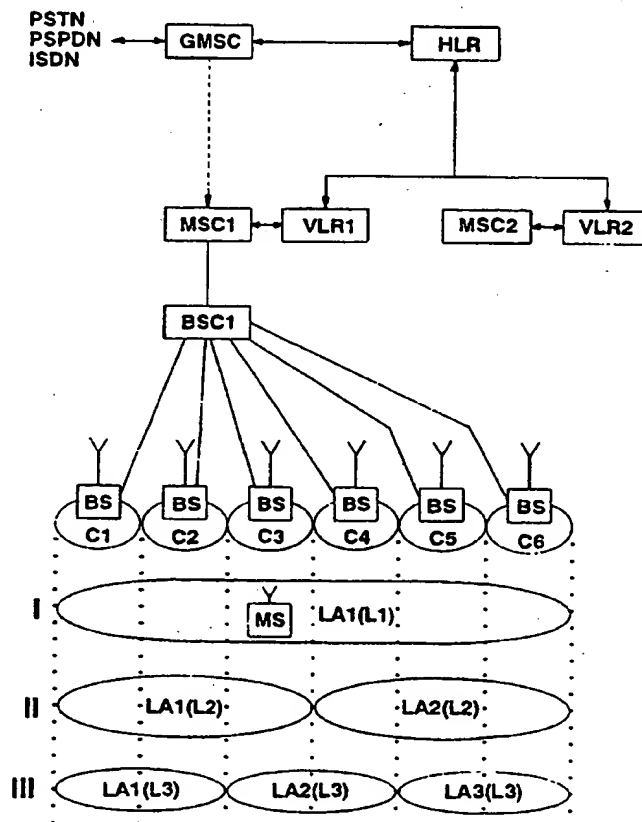 PSTN
PSPDN
ISDN
GMSC
HLR
MSC1
VLR1
MSC2
VLR2
BSC1
BS BS BS BS BS BS
C1 C2 C3 C4 C5 C6
I
MS
LA1(L1)
II
LA1(L2)
LA2(L2)
III
LA1(L3)
LA2(L3)
LA3(L3)